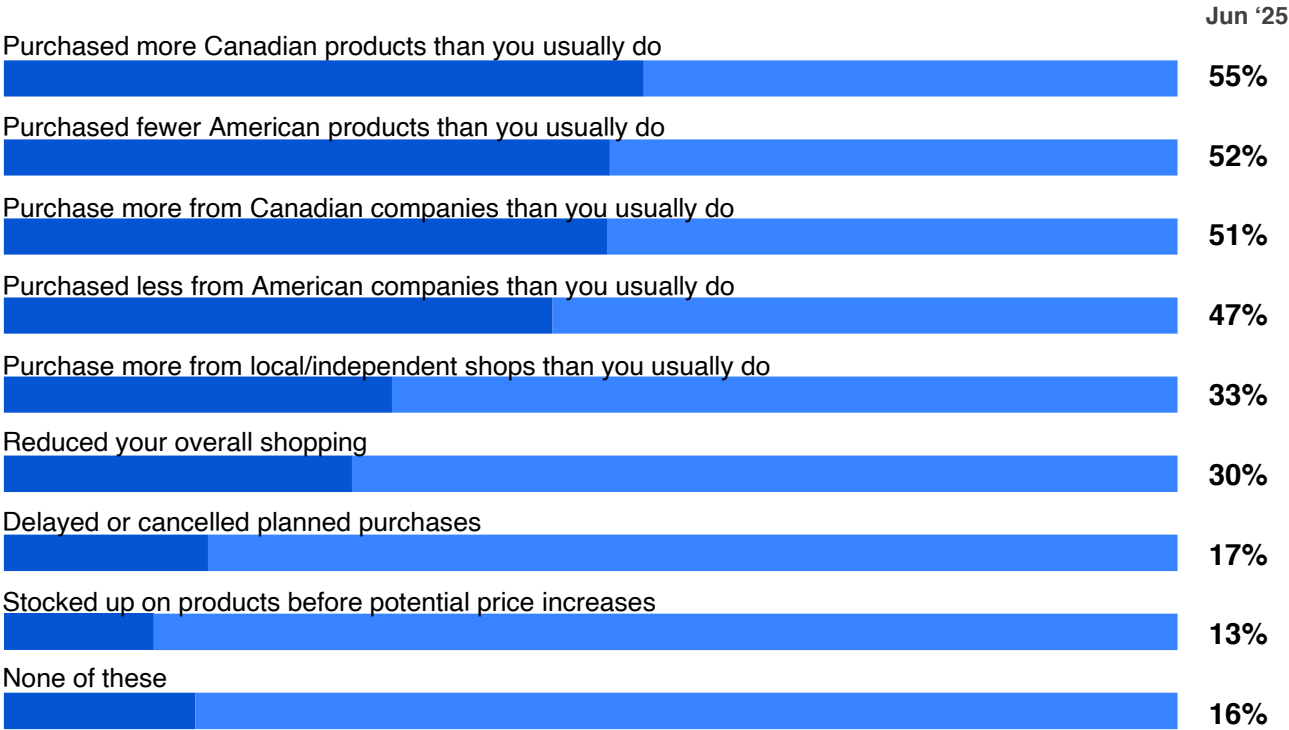 Jun ‘25
Purchased more Canadian products than you usually do
55%
Purchased fewer American products than you usually do
52%
Purchase more from Canadian companies than you usually do
51%
Purchased less from American companies than you usually do
47%
Purchase more from local/independent shops than you usually do
33%
Reduced your overall shopping
30%
Delayed or cancelled planned purchases
17%
Stocked up on products before potential price increases
13%
None of these
16%